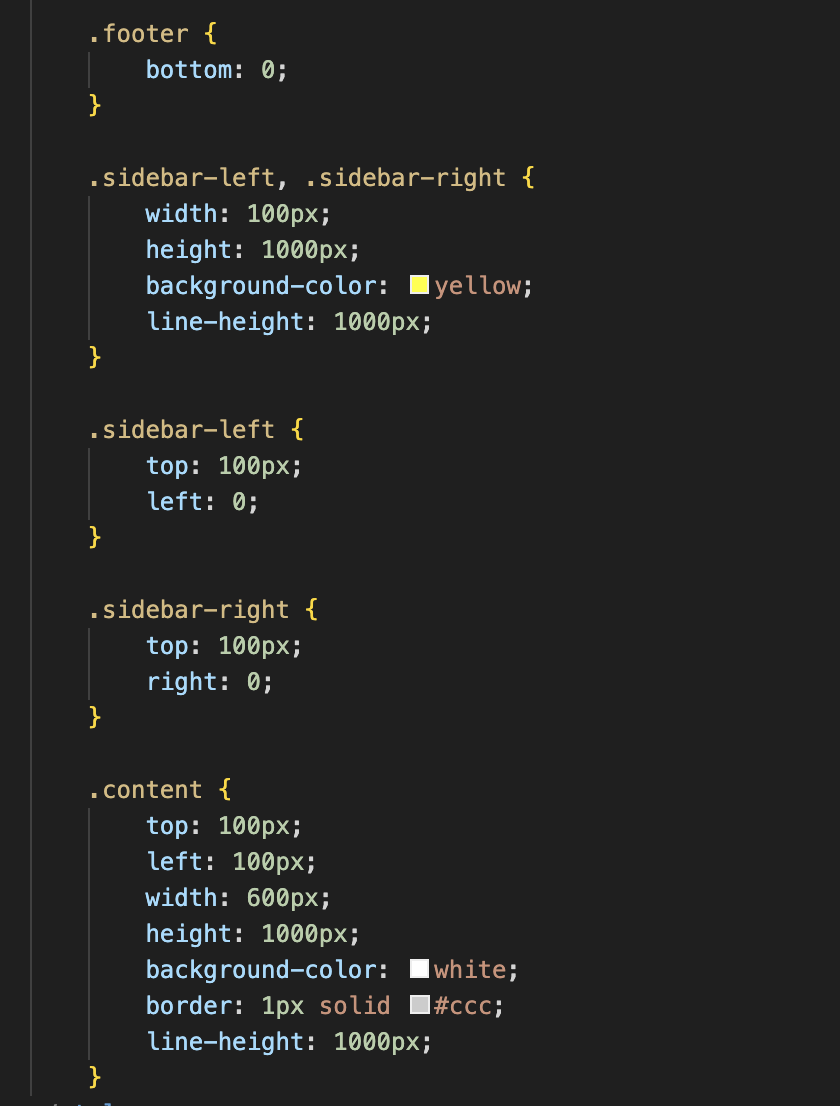 .footer {
bottom: 0;
}
.sidebar-left, .sidebar-right {
width: 100px;
height: 1000px;
background-color: yellow;
line-height: 1000px;
}
.sidebar-left {
top: 100px;
left: 0;
}
.sidebar-right {
top: 100px;
right: 0;
}
.content {
top: 100px;
left: 100px;
width: 600px;
height: 1000px;
background-color: white;
border: 1px solid #ccc;
line-height: 1000px;
}